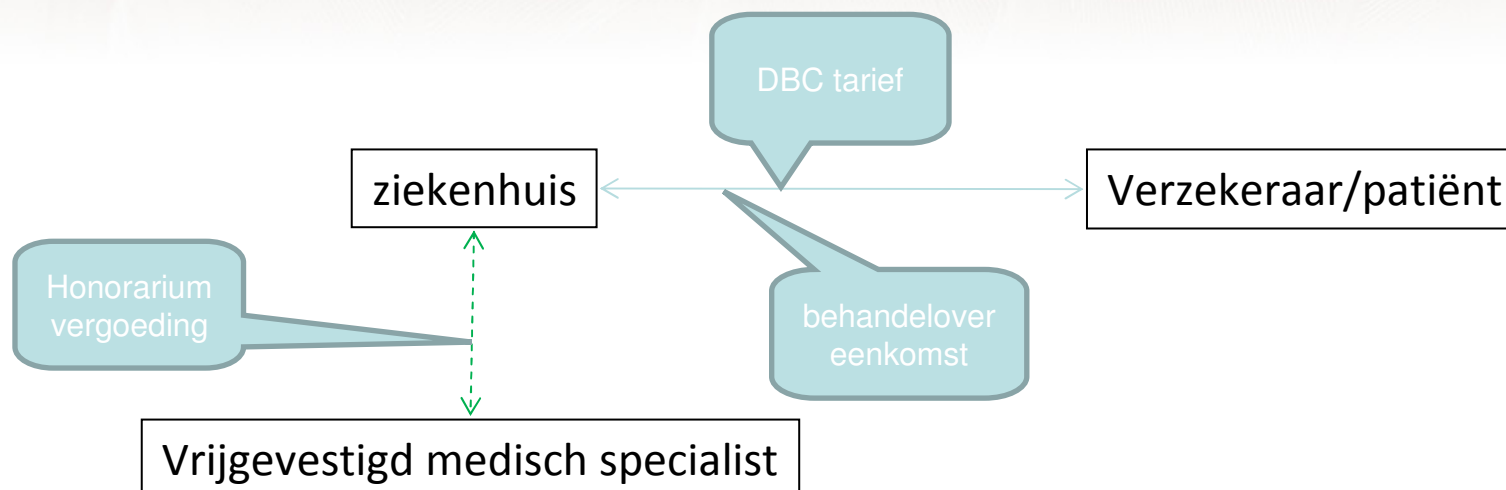 DBC tarief
ziekenhuis
Verzekeraar/patiënt
Honorarium
vergoeding
behandelover
eenkomst
Vrijgevestigd medisch specialist